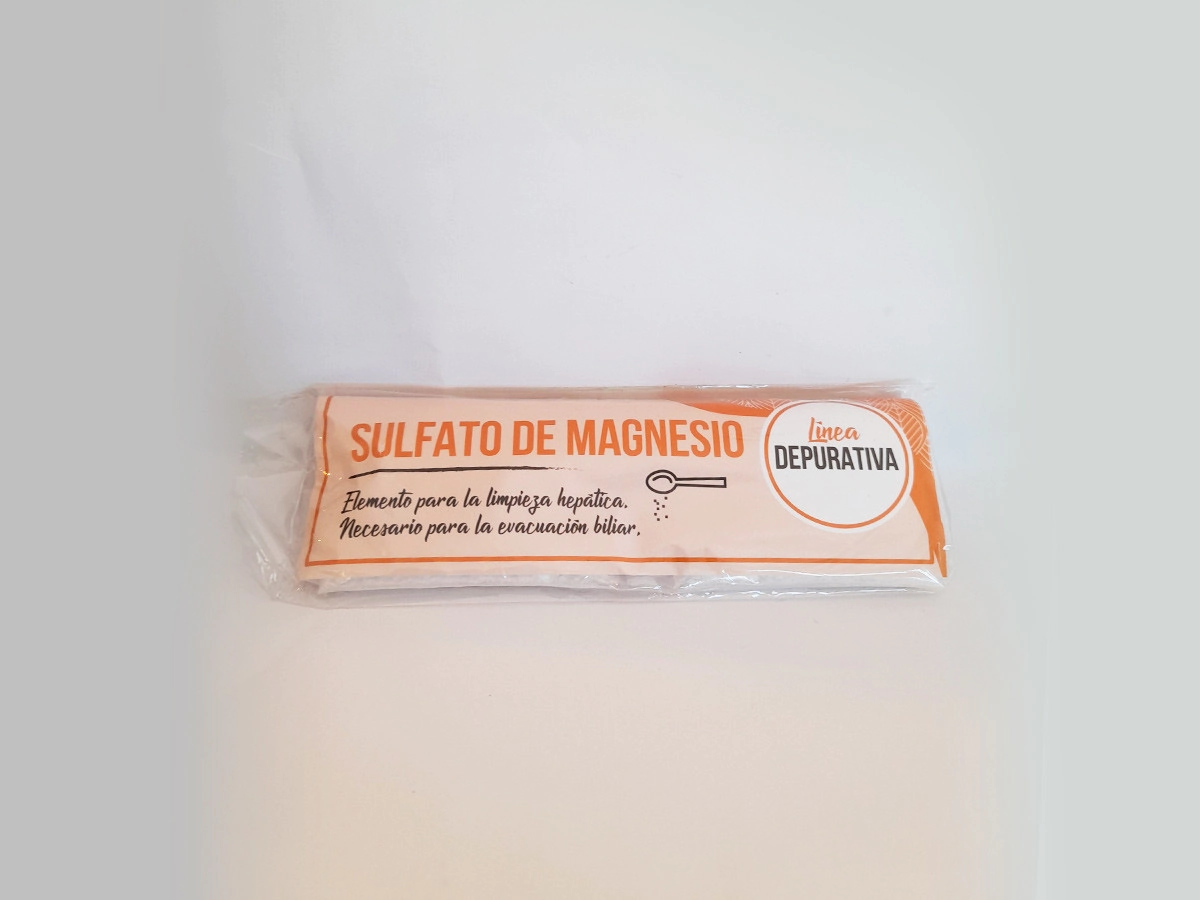 SULFATO DE MAGNESIO
Elemento para la limpieza hepática.
Necesario para la evacuación biliar.
Línea
DEPURATIVA